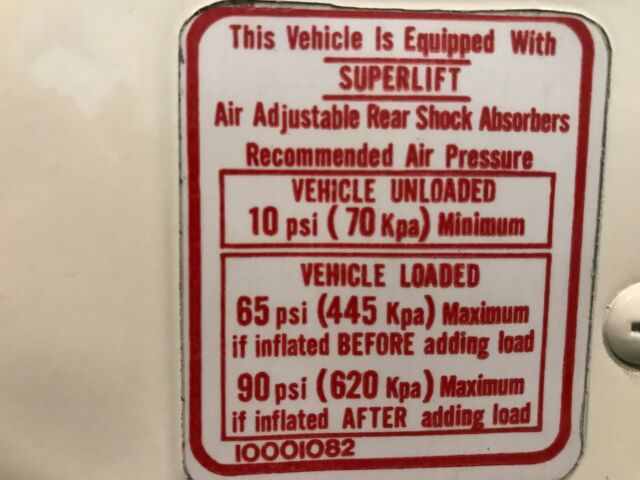 This Vehicle Is Equipped With
SUPERLIFT
Air Adjustable Rear Shock Absorbers
Recommended Air Pressure
VEHICLE UNLOADED
10 psi (70 Kpa) Minimum
VEHICLE LOADED
65 psi (445 Kpa) Maximum
if inflated BEFORE adding load
90 psi (620 Kpa) Maximum
if inflated AFTER adding load
10001082